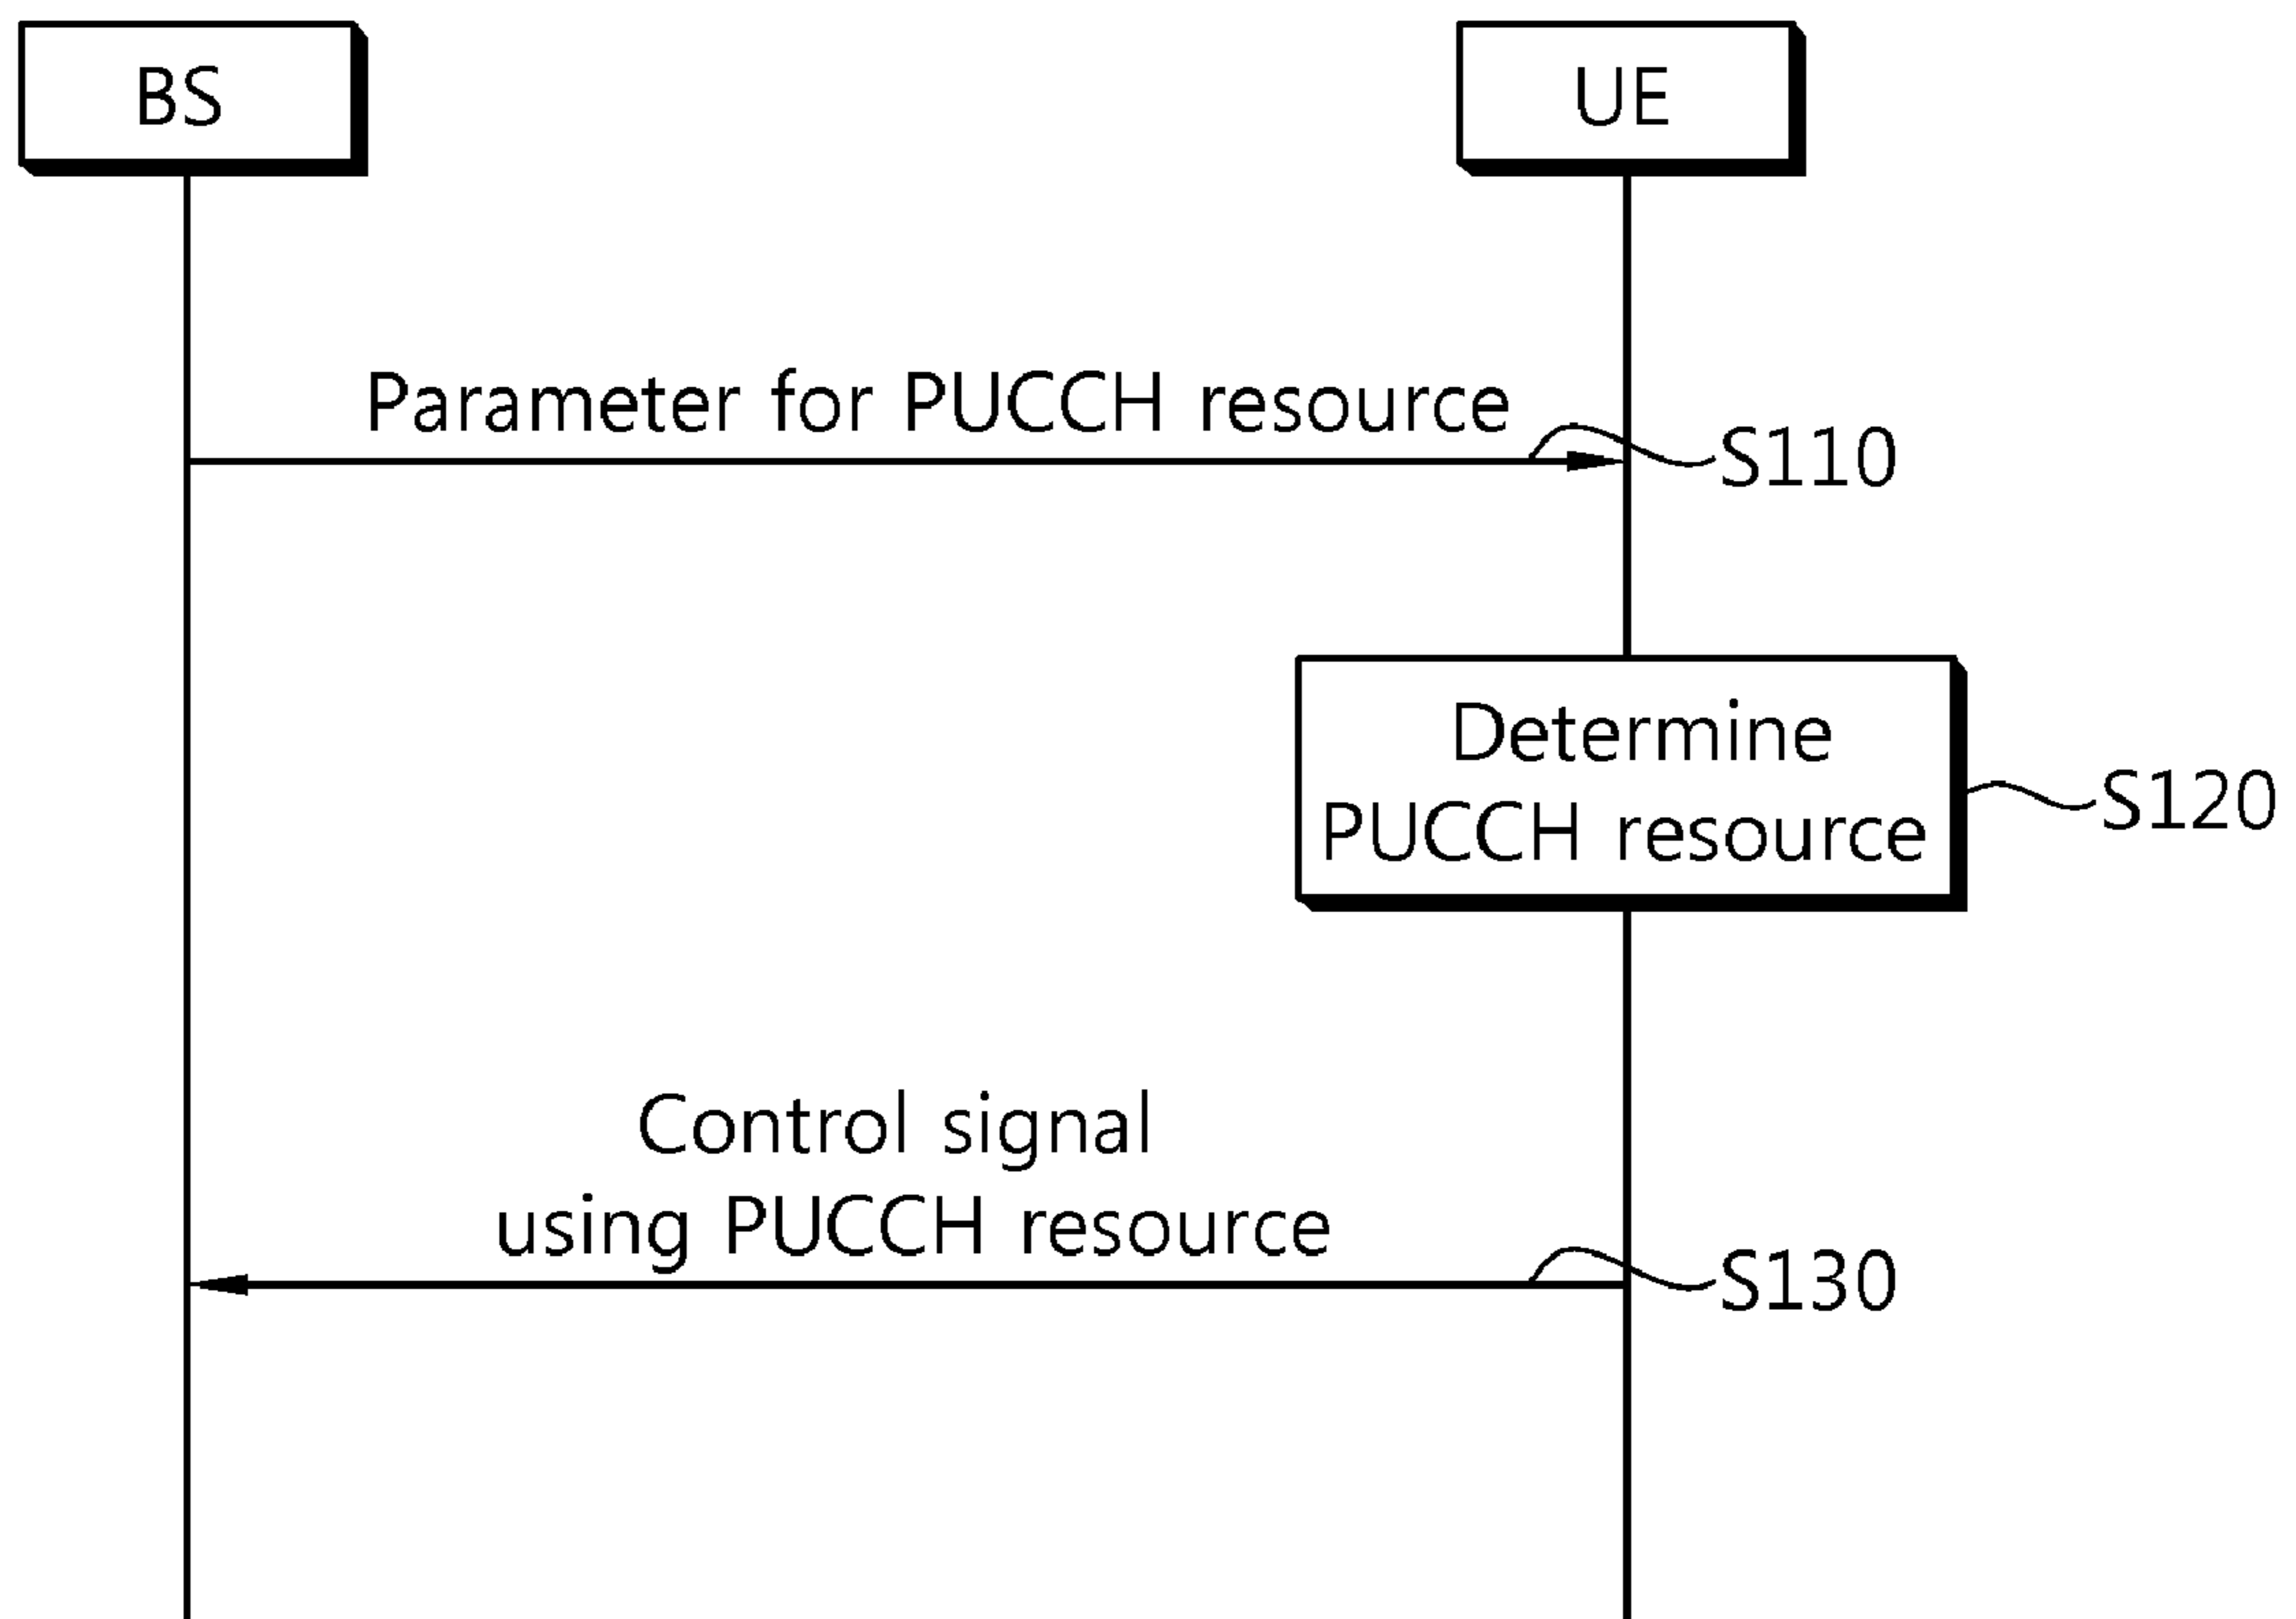 BS
UE
Parameter for PUCCH resource
S110
Determine
PUCCH resource
S120
Control signal
using PUCCH resource
S130